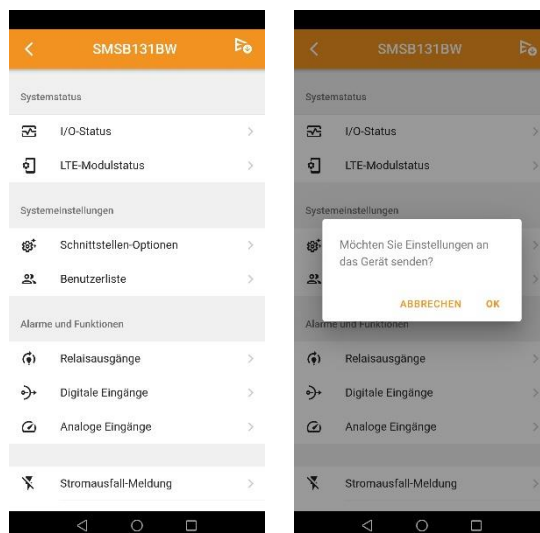 SMSB131BW
Systemstatus
I/O-Status
LTE-Modulstatus
Systemeinstellungen
Schnittstellen-Optionen
Benutzerliste
Alarme und Funktionen
Relaisausgänge
Digitale Eingänge
Analoge Eingänge
Stromausfall-Meldung
SMSB131BW
Systemstatus
I/O-Status
LTE-Modulstatus
Systemeinstellungen
Möchten Sie Einstellungen an
das Gerät senden?
ABBRECHEN OK
Alarme und Funktionen
Relaisausgänge
Digitale Eingänge
Analoge Eingänge
Stromausfall-Meldung